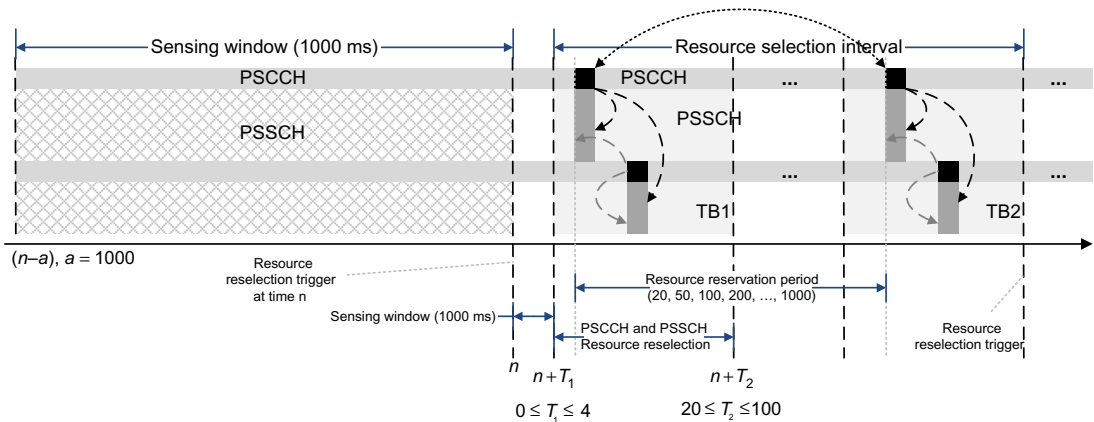 Sensing window (1000 ms)
Resource selection interval
PSCCH
PSCCH
...
...
PSSCH
PSSCH
...
...
TB1
TB2
(n–a), a = 1000
Resource
reselection trigger
at time n
Resource reservation period
(20, 50, 100, 200, ..., 1000)
Sensing window (1000 ms)
PSCCH and PSSCH
Resource reselection
Resource
reselection trigger
n
n + T1
n + T2
0 ≤ T1 ≤ 4
20 ≤ T2 ≤100